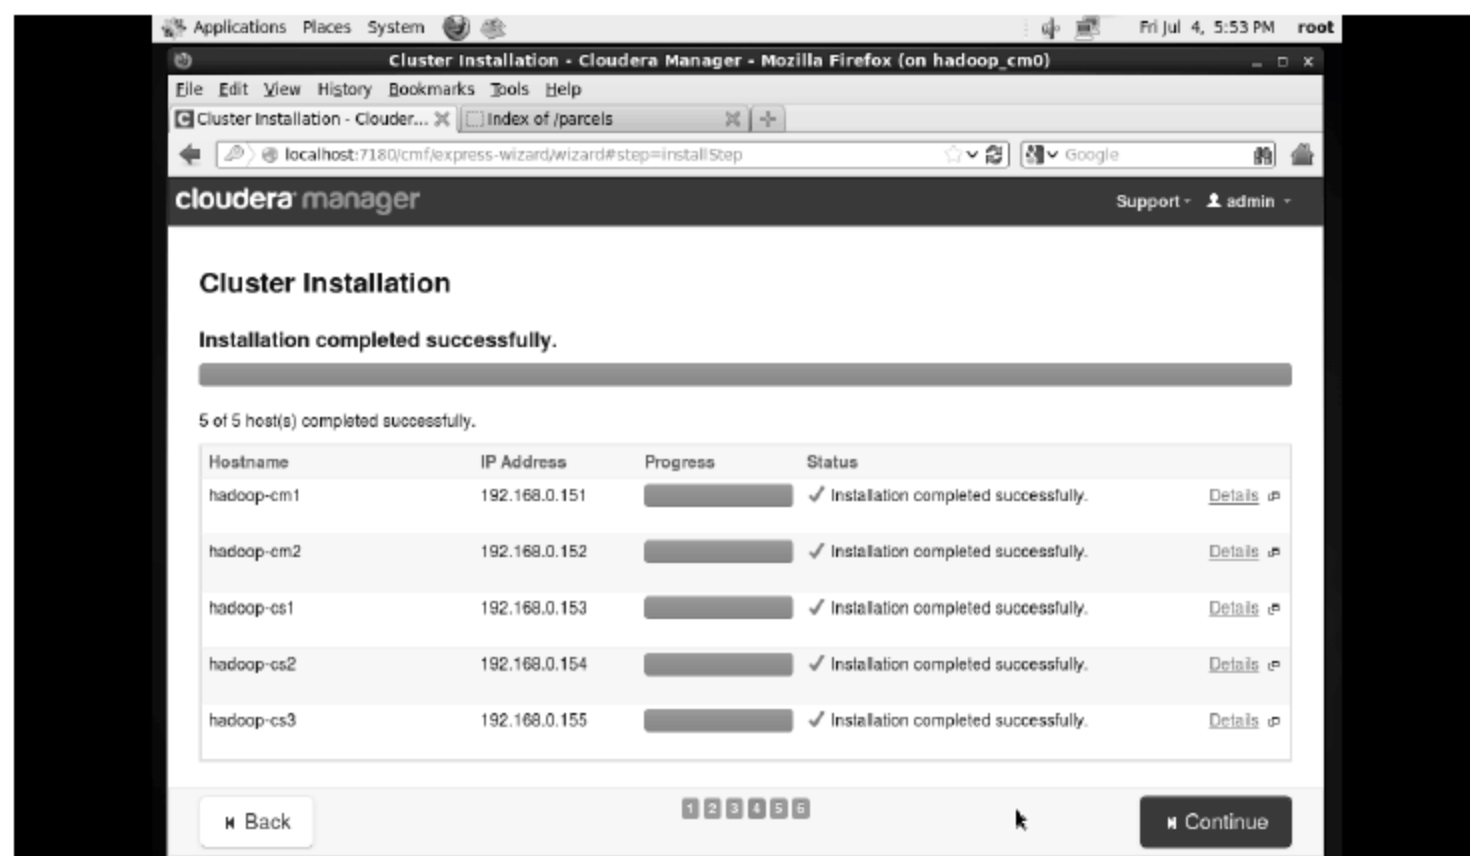 Applications Places System Fri Jul 4, 5:53 PM root
Cluster Installation - Cloudera Manager - Mozilla Firefox (on hadoop_cm0)
File Edit View History Bookmarks Tools Help
Cluster Installation - Clouder... Index of /parcels
localhost:7180/cmf/express-wizard/wizard#step=installStep Google
cloudera manager Support admin
Cluster Installation
Installation completed successfully.
5 of 5 host(s) completed successfully.
Hostname IP Address Progress Status
hadoop-cm1 192.168.0.151 Installation completed successfully. Details
hadoop-cm2 192.168.0.152 Installation completed successfully. Details
hadoop-cs1 192.168.0.153 Installation completed successfully. Details
hadoop-cs2 192.168.0.154 Installation completed successfully. Details
hadoop-cs3 192.168.0.155 Installation completed successfully. Details
Back 1 2 3 4 5 6 Continue